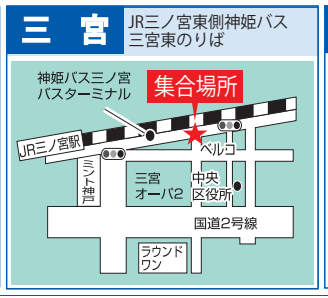 三宮
JR三ノ宮東側神姫バス
三宮東のりば
神姫バス三ノ宮
バスターミナル
集合場所
JR三ノ宮駅
ベルコ
ミント神戸
三宮
オーパ2
中央
区役所
国道2号線
ラウンド
ワン